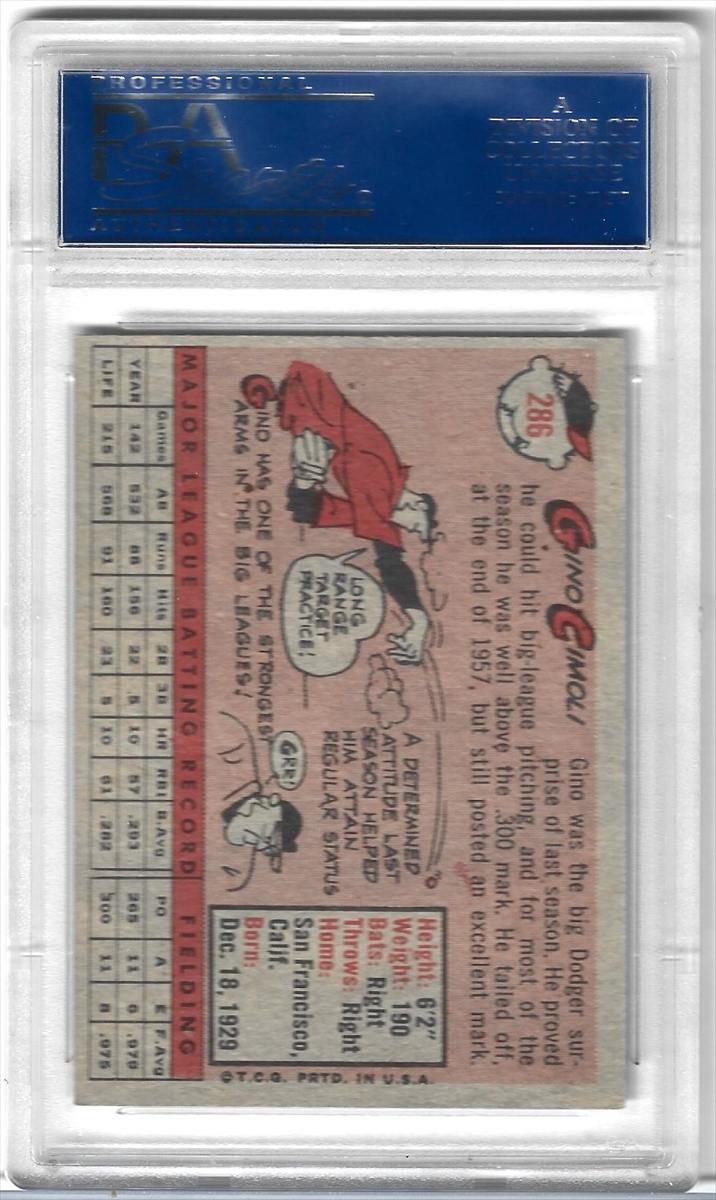 PROFESSIONAL
Sports
AUTHENTICATOR
A
DIVISION OF
COLLECTORS
UNIVERSE
286
GINO CIMOLI
Gino was the big Dodger sur-
prise of last season. He proved
he could hit big-league pitching, and for most of the
season he was well above the .300 mark. He tailed off,
at the end of 1957, but still posted an excellent mark.
GINO HAS ONE OF THE STRONGEST
ARMS IN THE BIG LEAGUES!
LONG
RANGE
TARGET
PRACTICE!
A DETERMINED
ATTITUDE LAST
SEASON HELPED
HIM ATTAIN
REGULAR STATUS
GRR!
Height: 6'2"
Weight: 190
Bats: Right
Throws: Right
Home:
San Francisco,
Calif.
Born:
Dec. 18, 1929
MAJOR LEAGUE BATTING RECORD FIELDING
Games AB Runs Hits 2B 3B HR RBI B.Avg PO A E F.Avg
YEAR 142 532 88 156 22 5 10 57 .293 265 11 6 .979
LIFE 215 568 91 160 23 5 10 61 .282 300 11 8 .975
©T.C.G. PRTD. IN U.S.A.